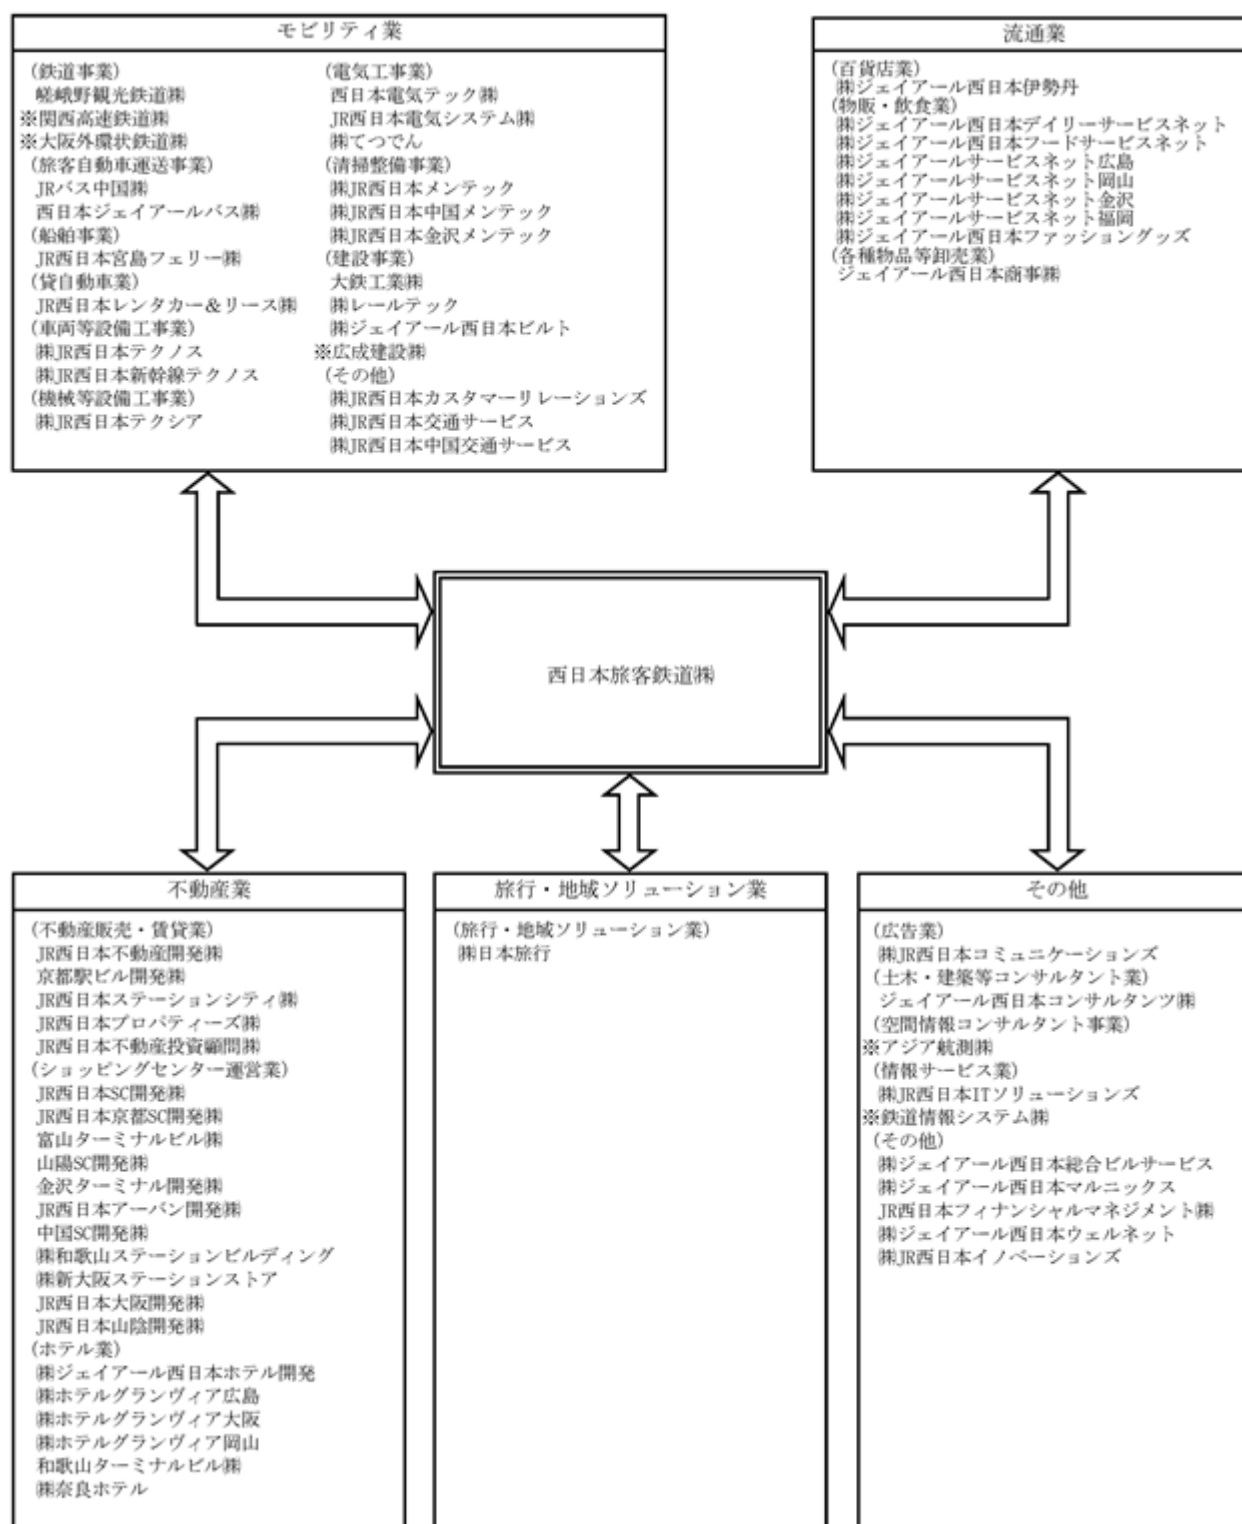 モビリティ業
(鉄道事業)
嵯峨野観光鉄道㈱
※関西高速鉄道㈱
※大阪外環状鉄道㈱
(旅客自動車運送事業)
JRバス中国㈱
西日本ジェイアールバス㈱
(船舶事業)
JR西日本宮島フェリー㈱
(貸自動車業)
JR西日本レンタカー＆リース㈱
(車両等設備工事業)
㈱JR西日本テクノス
㈱JR西日本新幹線テクノス
(機械等設備工事業)
㈱JR西日本テクシア
(電気工事業)
西日本電気テック㈱
JR西日本電気システム㈱
㈱てつでん
(清掃整備事業)
㈱JR西日本メンテック
㈱JR西日本中国メンテック
㈱JR西日本金沢メンテック
(建設事業)
大鉄工業㈱
㈱レールテック
㈱ジェイアール西日本ビルト
※広成建設㈱
(その他)
㈱JR西日本カスタマーリレーションズ
㈱JR西日本交通サービス
㈱JR西日本中国交通サービス
流通業
(百貨店業)
㈱ジェイアール西日本伊勢丹
(物販・飲食業)
㈱ジェイアール西日本デイリーサービスネット
㈱ジェイアール西日本フードサービスネット
㈱ジェイアールサービスネット広島
㈱ジェイアールサービスネット岡山
㈱ジェイアールサービスネット金沢
㈱ジェイアールサービスネット福岡
㈱ジェイアール西日本ファッショングッズ
(各種物品等卸売業)
ジェイアール西日本商事㈱
西日本旅客鉄道㈱
不動産業
(不動産販売・賃貸業)
JR西日本不動産開発㈱
京都駅ビル開発㈱
JR西日本ステーションシティ㈱
JR西日本プロパティーズ㈱
JR西日本不動産投資顧問㈱
(ショッピングセンター運営業)
JR西日本SC開発㈱
JR西日本京都SC開発㈱
富山ターミナルビル㈱
山陽SC開発㈱
金沢ターミナル開発㈱
JR西日本アーバン開発㈱
中国SC開発㈱
㈱和歌山ステーションビルディング
㈱新大阪ステーションストア
JR西日本大阪開発㈱
JR西日本山陰開発㈱
(ホテル業)
㈱ジェイアール西日本ホテル開発
㈱ホテルグランヴィア広島
㈱ホテルグランヴィア大阪
㈱ホテルグランヴィア岡山
和歌山ターミナルビル㈱
㈱奈良ホテル
旅行・地域ソリューション業
(旅行・地域ソリューション業)
㈱日本旅行
その他
(広告業)
㈱JR西日本コミュニケーションズ
(土木・建築等コンサルタント業)
ジェイアール西日本コンサルタンツ㈱
(空間情報コンサルタント事業)
※アジア航測㈱
(情報サービス業)
㈱JR西日本ITソリューションズ
※鉄道情報システム㈱
(その他)
㈱ジェイアール西日本総合ビルサービス
㈱ジェイアール西日本マルニックス
JR西日本フィナンシャルマネジメント㈱
㈱ジェイアール西日本ウェルネット
㈱JR西日本イノベーションズ